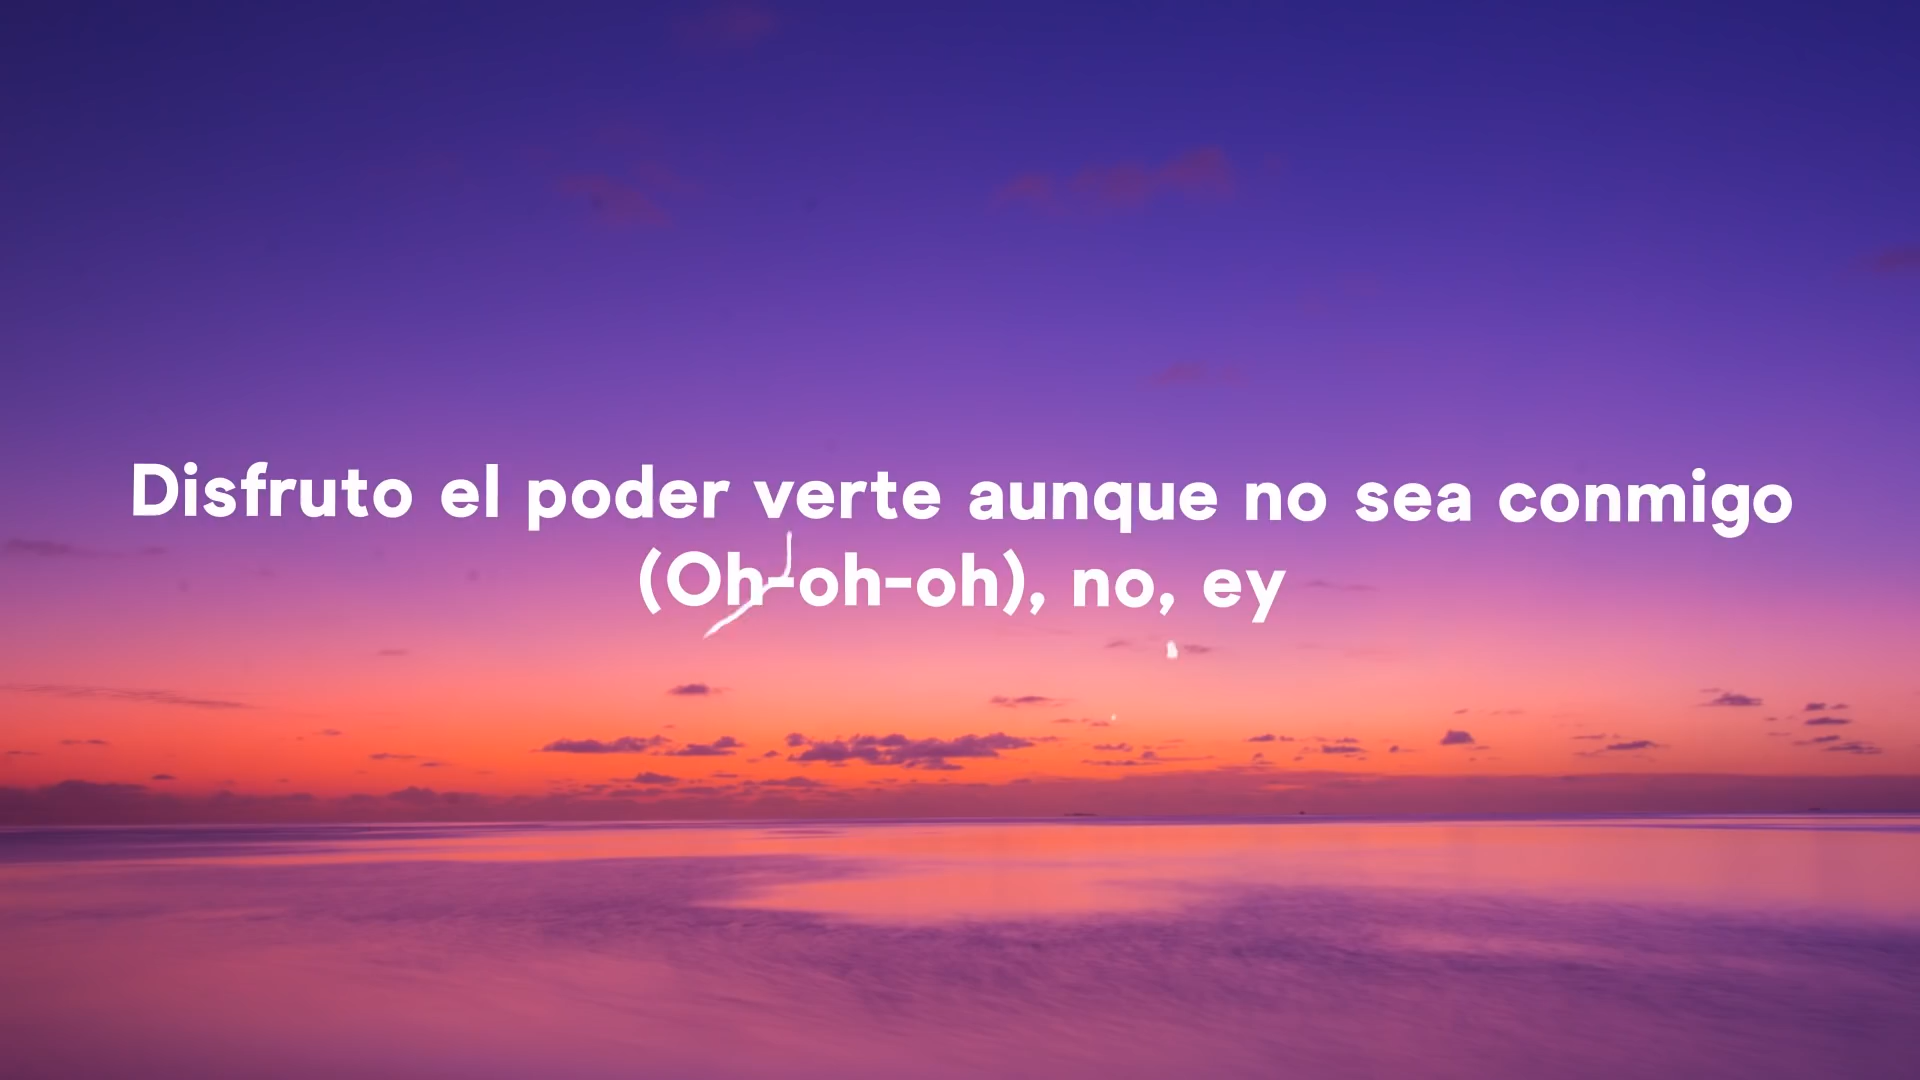 Disfruto el poder verte aunque no sea conmigo
(Oh-oh-oh), no, ey